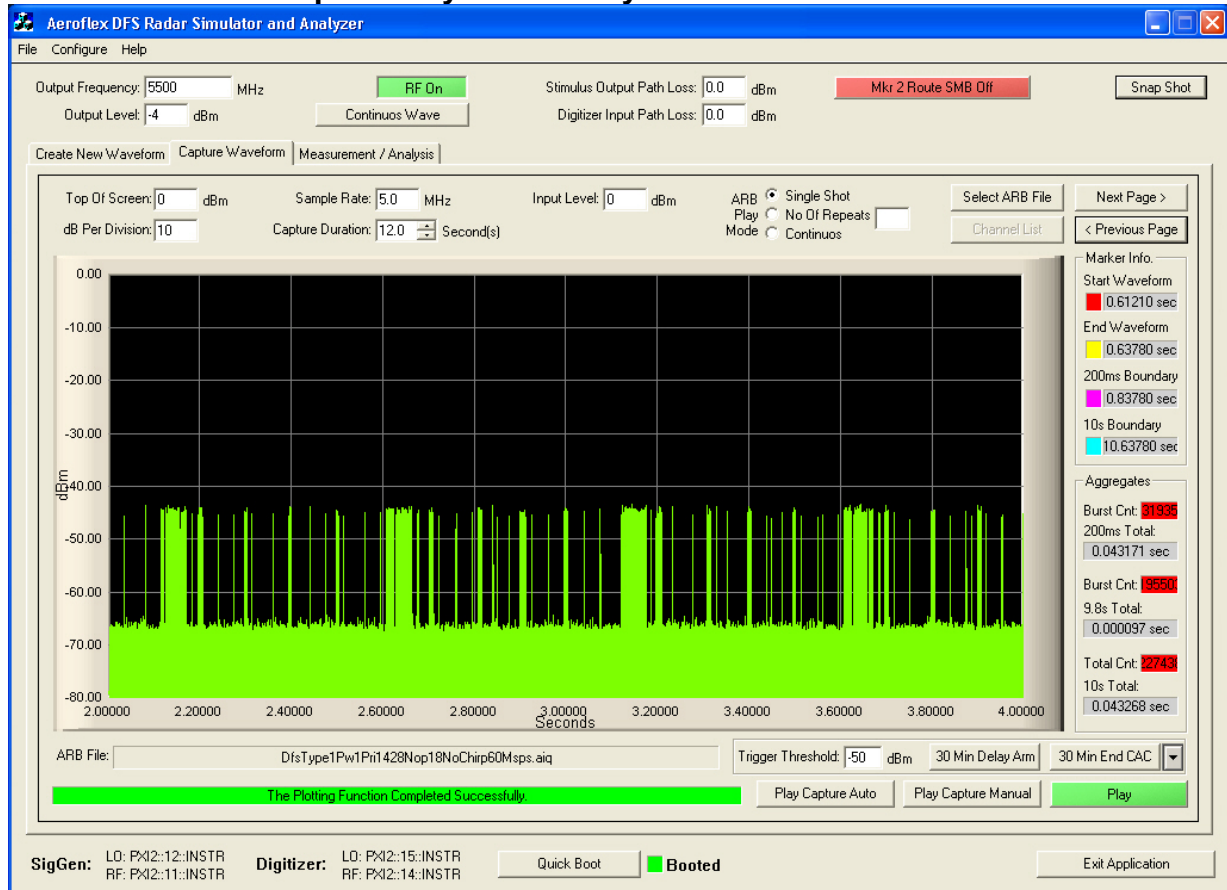 Aeroflex DFS Radar Simulator and Analyzer
File Configure Help
Output Frequency: 5500 MHz
RF On
Stimulus Output Path Loss: 0.0 dBm
Mkr 2 Route SMB Off
Snap Shot
Output Level: -4 dBm
Continuos Wave
Digitizer Input Path Loss: 0.0 dBm
Create New Waveform Capture Waveform Measurement / Analysis
Top Of Screen: 0 dBm
Sample Rate: 5.0 MHz
Input Level: 0 dBm
ARB Play Mode
Single Shot
No Of Repeats
Continuos
Select ARB File
Next Page >
dB Per Division: 10
Capture Duration: 12.0 Second(s)
Channel List
< Previous Page
0.00
-10.00
-20.00
-30.00
-40.00
-50.00
-60.00
-70.00
-80.00
dBm
2.00000 2.20000 2.40000 2.60000 2.80000 3.00000 3.20000 3.40000 3.60000 3.80000 4.00000
Seconds
Marker Info.
Start Waveform
0.61210 sec
End Waveform
0.63780 sec
200ms Boundary
0.83780 sec
10s Boundary
10.63780 sec
Aggregates
Burst Cnt: 31935
200ms Total:
0.043171 sec
Burst Cnt:
9.8s Total:
0.000097 sec
Total Cnt:
10s Total:
0.043268 sec
ARB File: DfsType1Pw1Pri1428Nop18NoChirp60Msps.aiq
Trigger Threshold: -50 dBm
30 Min Delay Arm
30 Min End CAC
The Plotting Function Completed Successfully.
Play Capture Auto
Play Capture Manual
Play
SigGen: LO: PXI2::12::INSTR
RF: PXI2::11::INSTR
Digitizer: LO: PXI2::15::INSTR
RF: PXI2::14::INSTR
Quick Boot
Booted
Exit Application